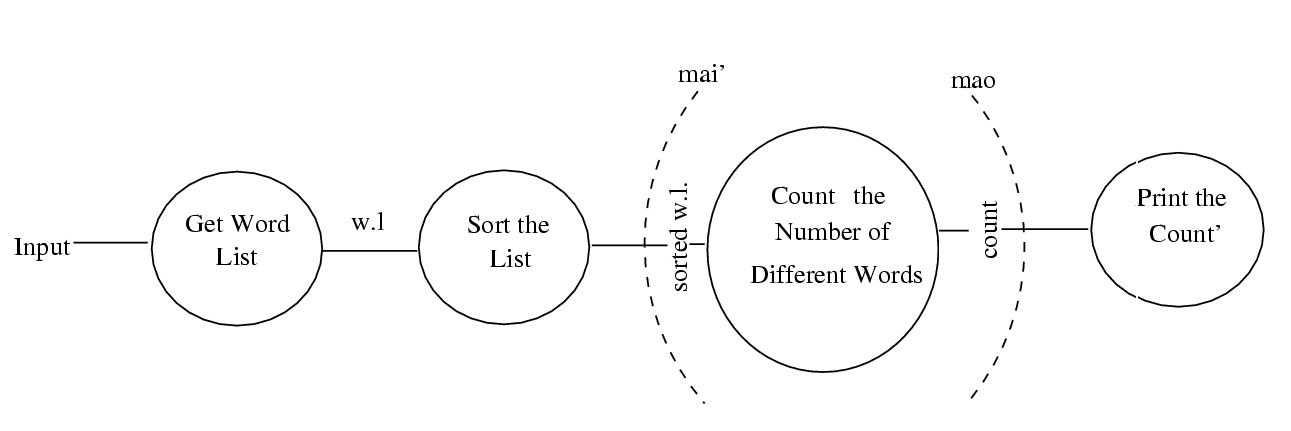 mai’
mao
Input
Get Word
List
w.l
Sort the
List
sorted w.l.
Count the
Number of
Different Words
count
Print the
Count’